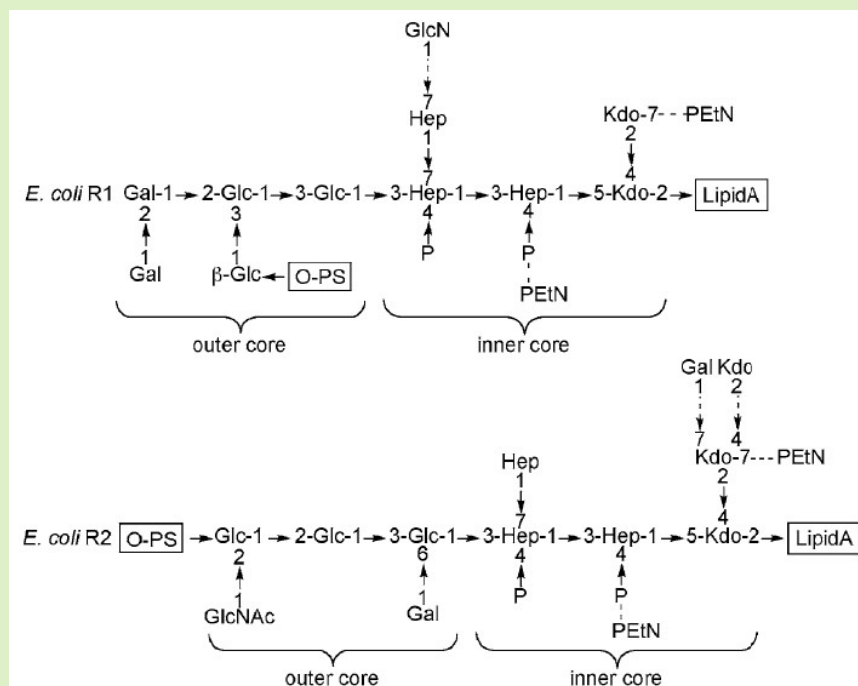 GlcN
1
7
Hep
1
Kdo-7---PEtN
2
7
4
E. coli R1 Gal-1→2-Glc-1→3-Glc-1→3-Hep-1→3-Hep-1→5-Kdo-2→LipidA
2 3 4 4
1 1 P P
Gal β-Glc←O-PS
PEtN
outer core inner core
Gal Kdo
1 2
7 4
Hep Kdo-7---PEtN
1 2
7 4
E. coli R2 O-PS→Glc-1→2-Glc-1→3-Glc-1→3-Hep-1→3-Hep-1→5-Kdo-2→LipidA
2 6 4 4
1 1 P P
GlcNAc Gal
PEtN
outer core inner core